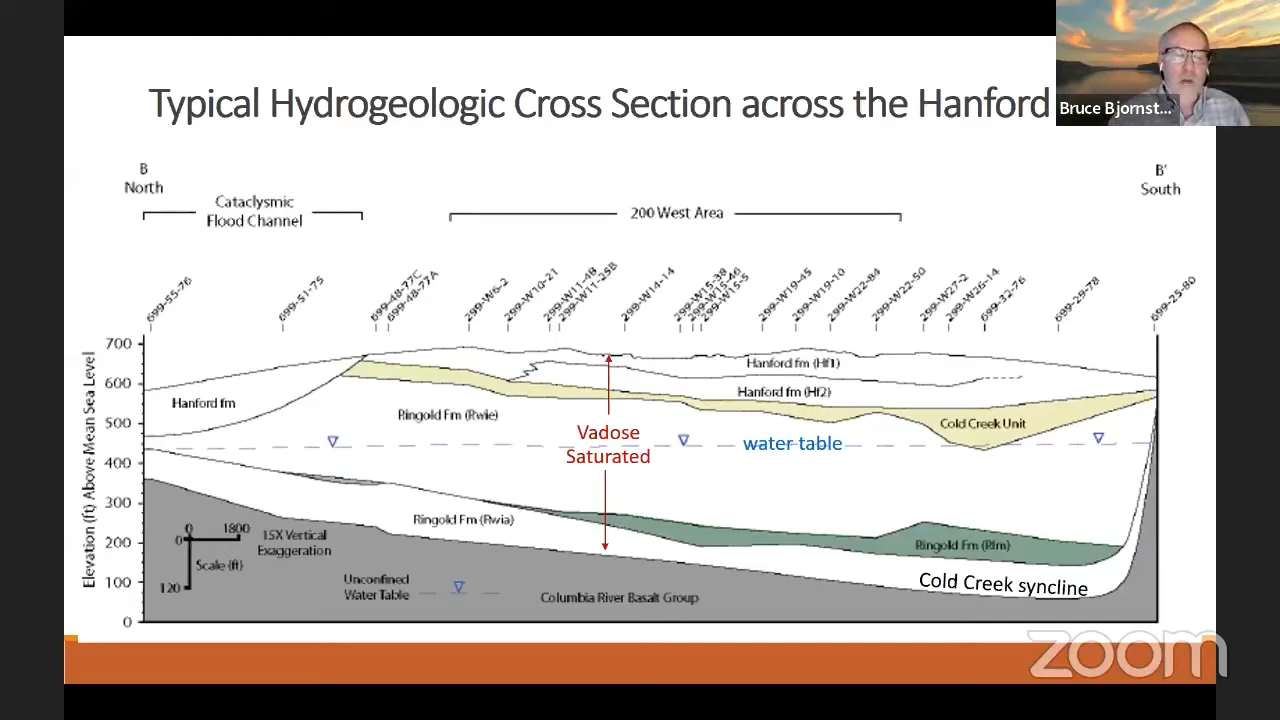 Typical Hydrogeologic Cross Section across the Hanford
Bruce Bjornst...
B
North
Cataclysmic
Flood Channel
200 West Area
B'
South
699-55-76
699-51-75
699-48-77C
699-48-77A
299-W6-2
299-W10-21
299-W11-48
299-W11-25B
299-W14-14
299-W15-38
299-W15-46
299-W15-5
299-W19-45
299-W19-10
299-W22-84
299-W22-50
299-W27-2
299-W26-14
699-32-76
699-29-78
699-25-80
Elevation (ft) Above Mean Sea Level
700
600
500
400
300
200
100
0
Hanford fm (Hf1)
Hanford fm (Hf2)
Hanford fm
Ringold Fm (Rwie)
Cold Creek Unit
Vadose
Saturated
water table
Ringold Fm (Rwia)
Ringold Fm (Rlm)
0 1800
0
120
Scale (ft)
15X Vertical
Exaggeration
Unconfined
Water Table
Columbia River Basalt Group
Cold Creek syncline
zoom